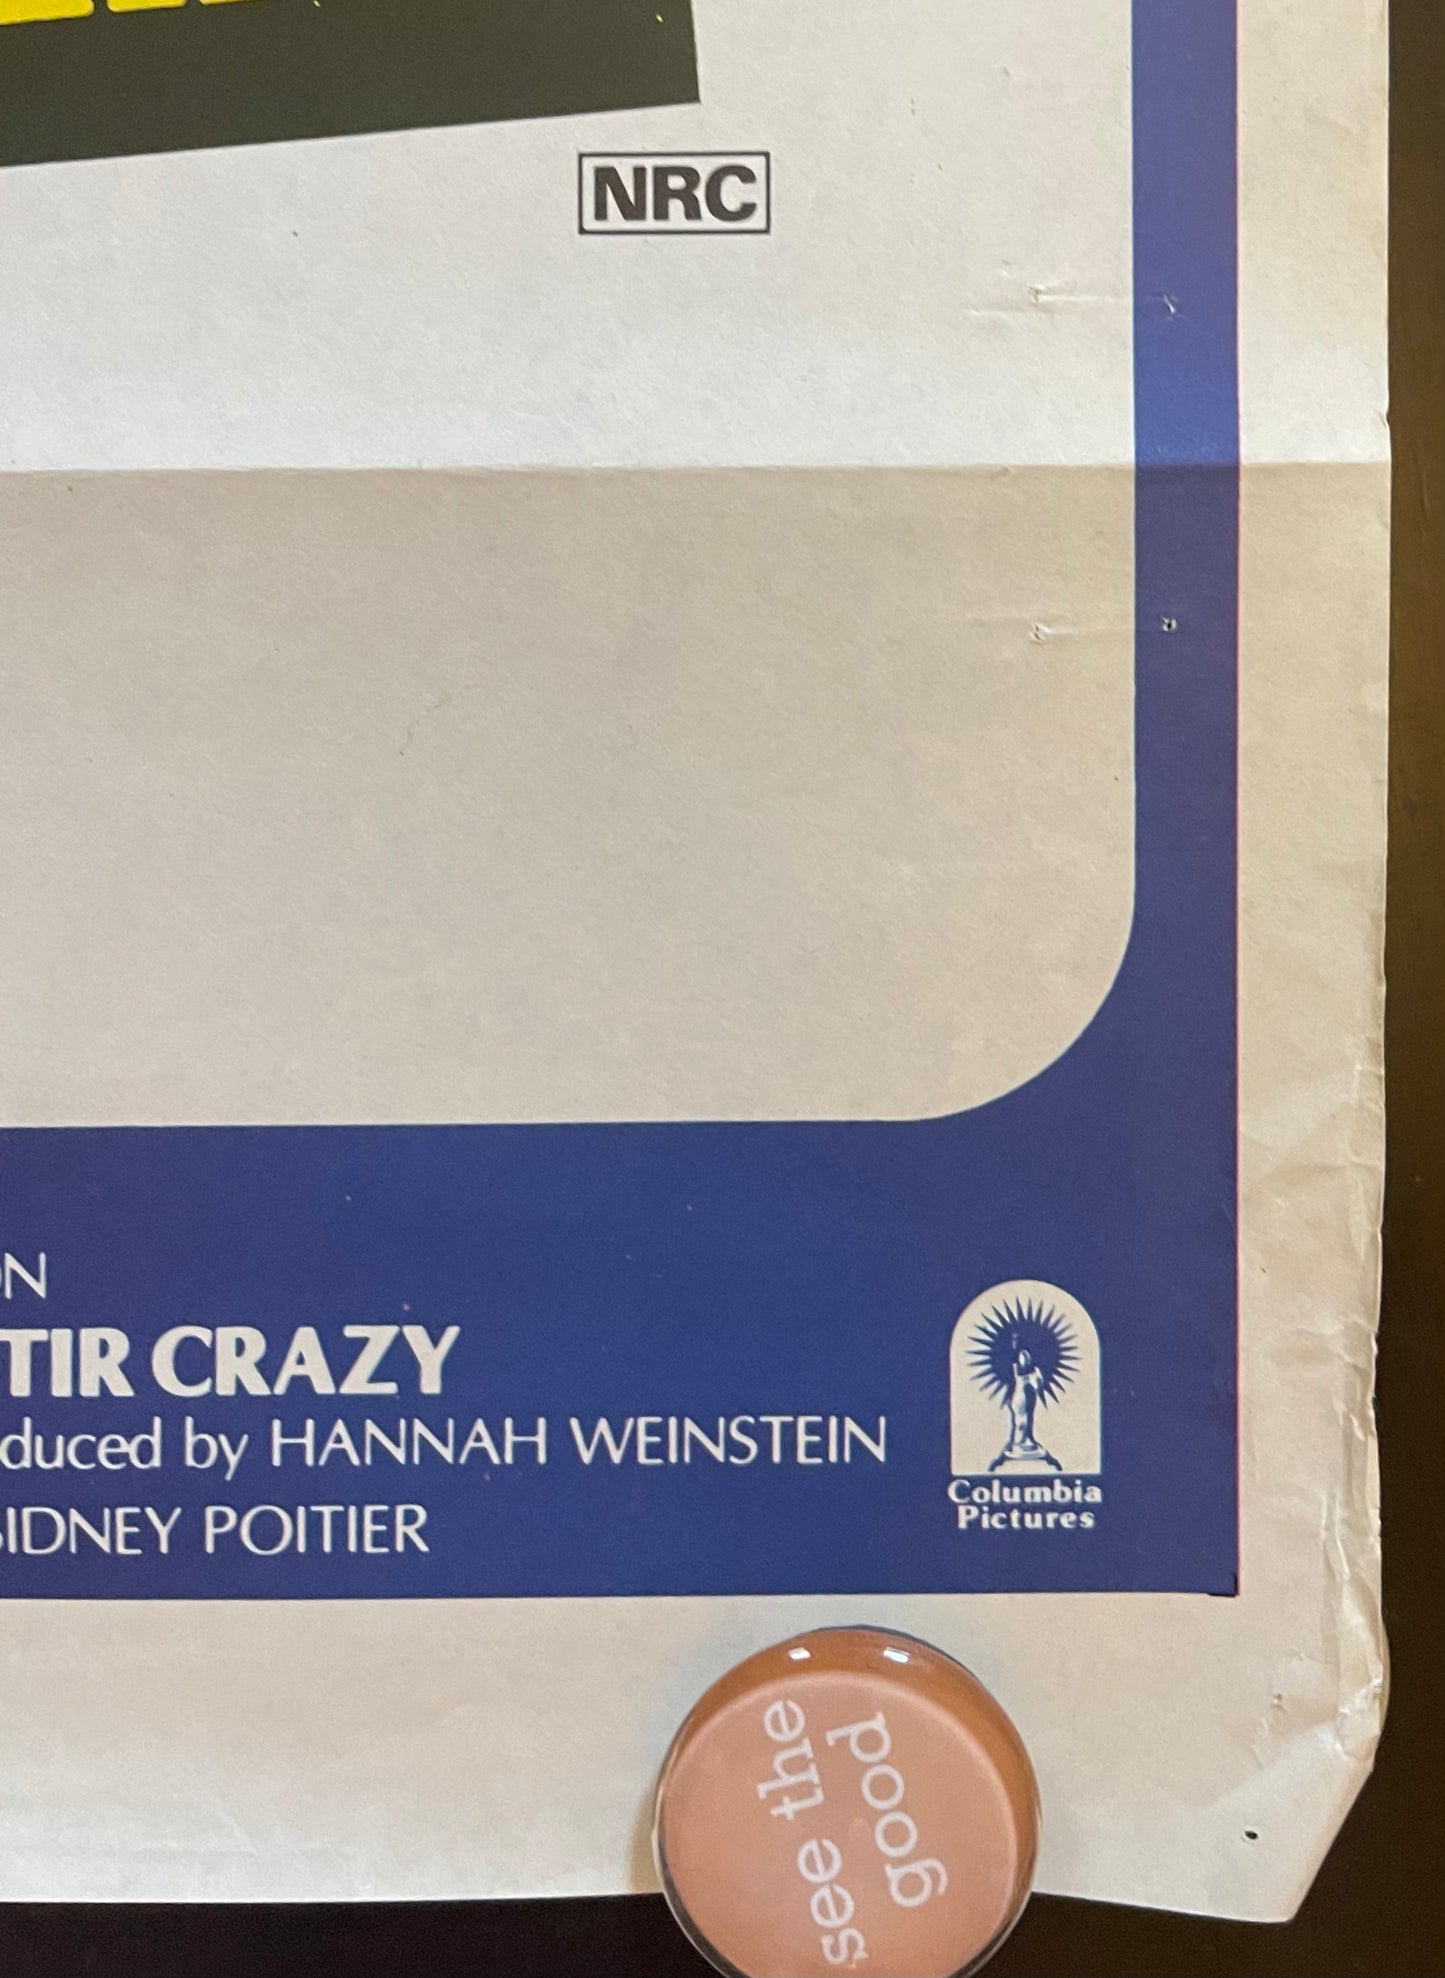 NRC
ON
TIR CRAZY
duced by HANNAH WEINSTEIN
SIDNEY POITIER
Columbia
Pictures
see the
good